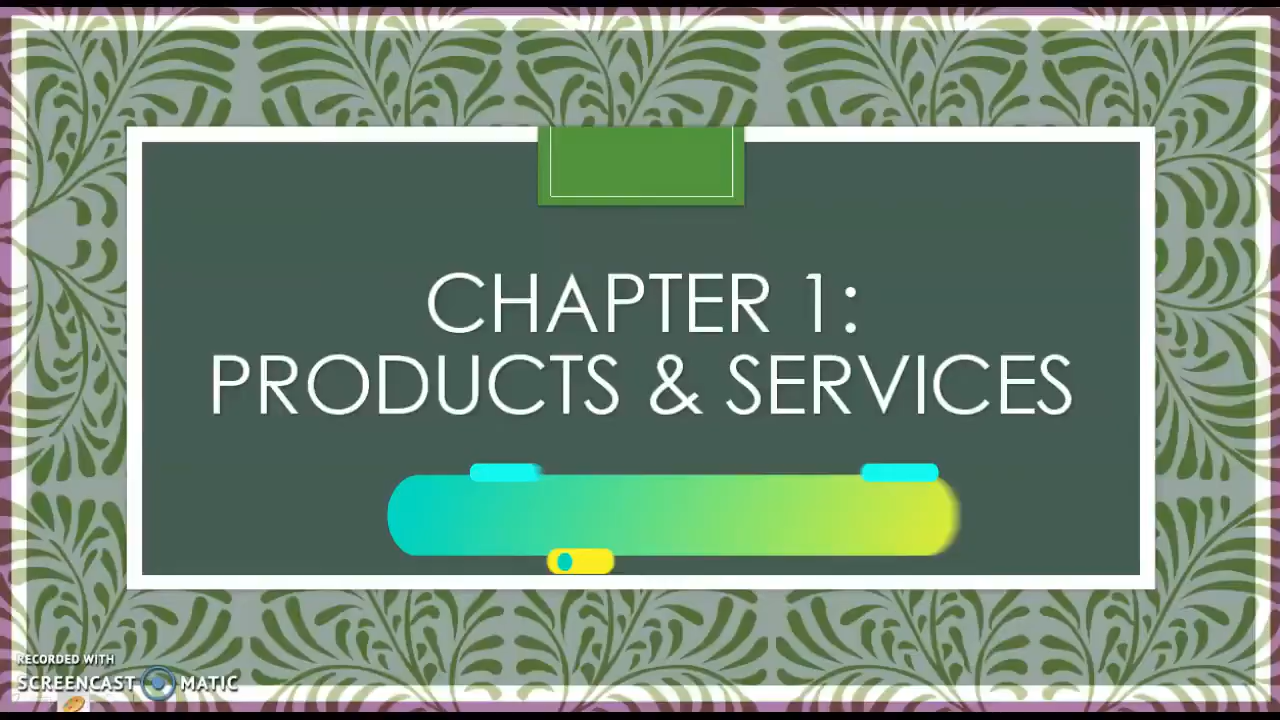 CHAPTER 1:
PRODUCTS & SERVICES
RECORDED WITH
SCREENCAST MATIC